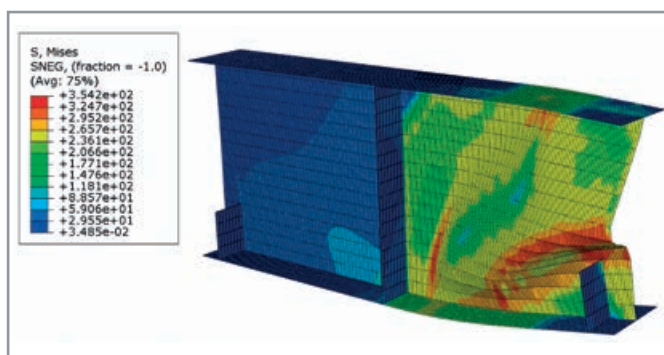 S, Mises
SNEG, (fraction = -1.0)
(Avg: 75%)
+3.542e+02
+3.247e+02
+2.952e+02
+2.657e+02
+2.361e+02
+2.066e+02
+1.771e+02
+1.476e+02
+1.181e+02
+8.857e+01
+5.906e+01
+2.955e+01
+3.485e-02